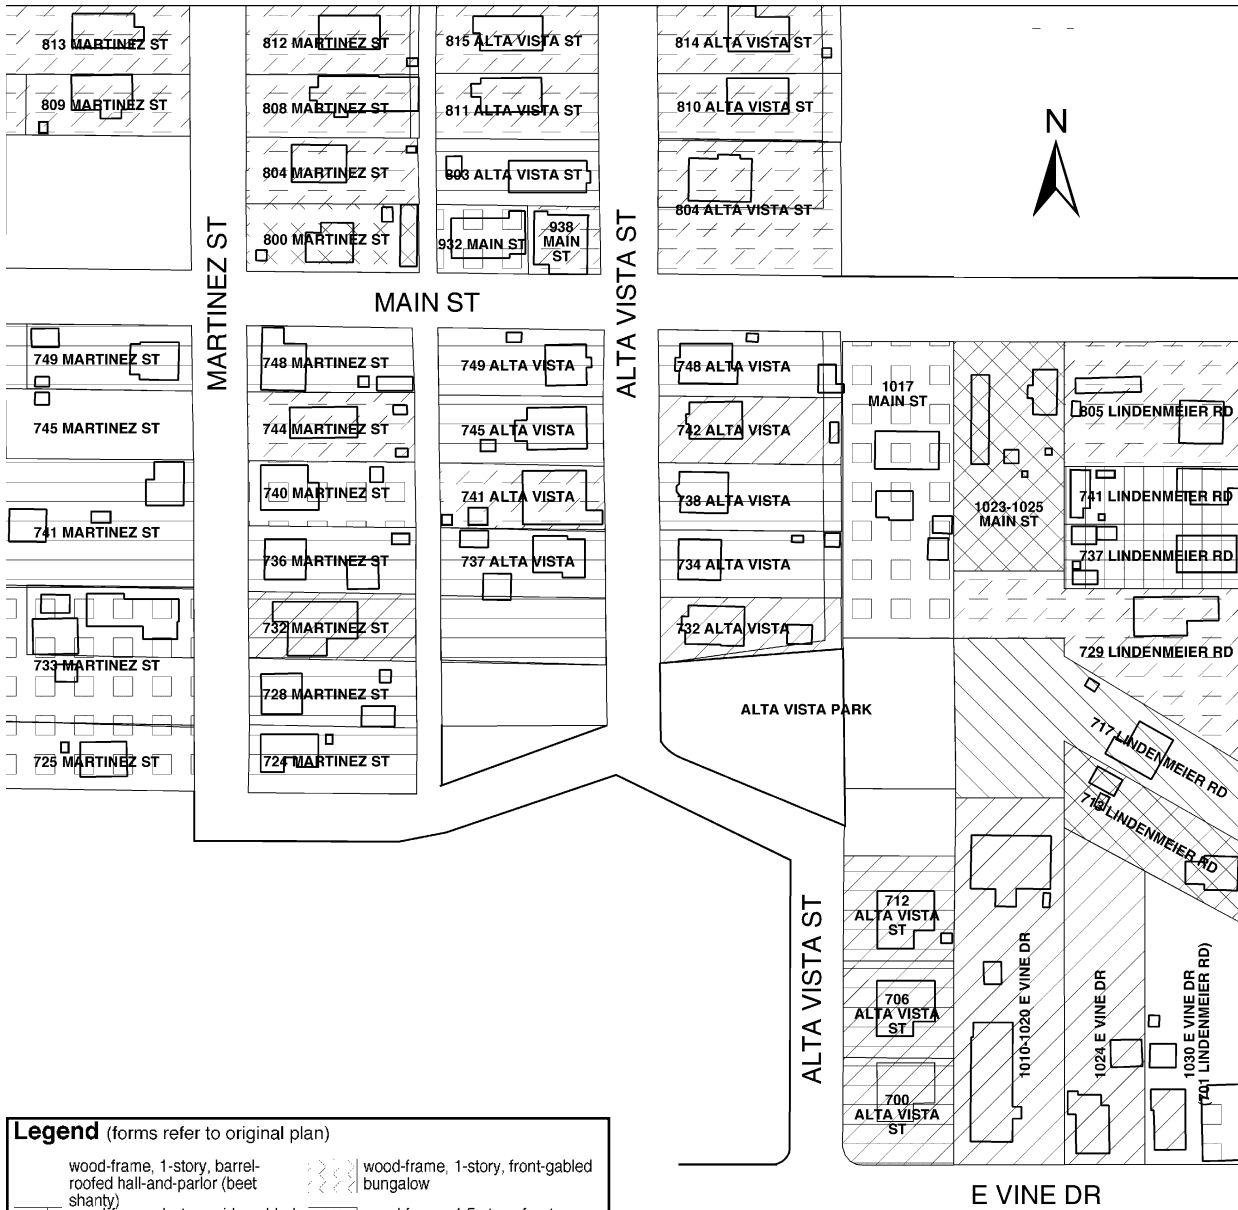 813 MARTINEZ ST
812 MARTINEZ ST
815 ALTA VISTA ST
814 ALTA VISTA ST
809 MARTINEZ ST
808 MARTINEZ ST
811 ALTA VISTA ST
810 ALTA VISTA ST
N
804 MARTINEZ ST
803 ALTA VISTA ST
804 ALTA VISTA ST
800 MARTINEZ ST
932 MAIN ST
938
MAIN
ST
MARTINEZ ST
MAIN ST
ALTA VISTA ST
749 MARTINEZ ST
748 MARTINEZ ST
749 ALTA VISTA
748 ALTA VISTA
1017
MAIN ST
805 LINDENMEIER RD
745 MARTINEZ ST
744 MARTINEZ ST
745 ALTA VISTA
742 ALTA VISTA
740 MARTINEZ ST
741 ALTA VISTA
738 ALTA VISTA
1023-1025
MAIN ST
741 LINDENMEIER RD
741 MARTINEZ ST
736 MARTINEZ ST
737 ALTA VISTA
734 ALTA VISTA
737 LINDENMEIER RD
732 MARTINEZ ST
732 ALTA VISTA
733 MARTINEZ ST
729 LINDENMEIER RD
728 MARTINEZ ST
ALTA VISTA PARK
717 LINDENMEIER RD
725 MARTINEZ ST
724 MARTINEZ ST
713 LINDENMEIER RD
712
ALTA VISTA
ST
706
ALTA VISTA
ST
700
ALTA VISTA
ST
ALTA VISTA ST
1010-1020 E VINE DR
1024 E VINE DR
1030 E VINE DR
(701 LINDENMEIER RD)
E VINE DR
Legend (forms refer to original plan)
wood-frame, 1-story, barrel-
roofed hall-and-parlor (beet
shanty)
wood-frame, 1-story, front-gabled
bungalow